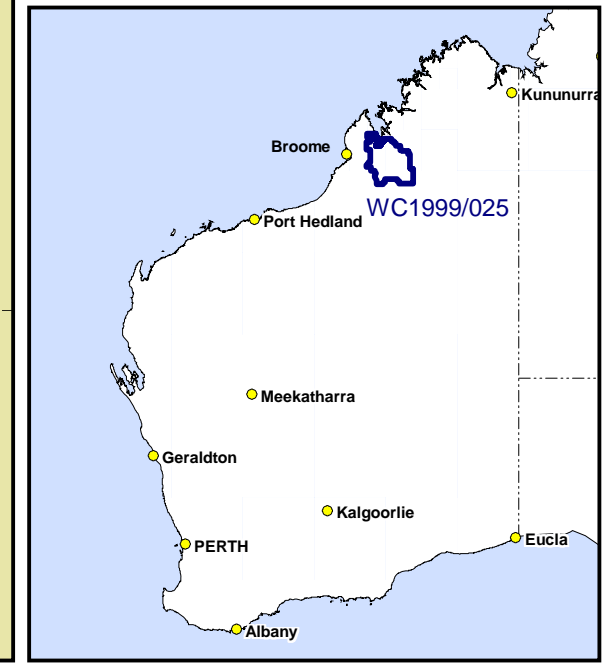 Kununurra
Broome
WC1999/025
Port Hedland
Meekatharra
Geraldton
Kalgoorlie
PERTH
Eucla
Albany